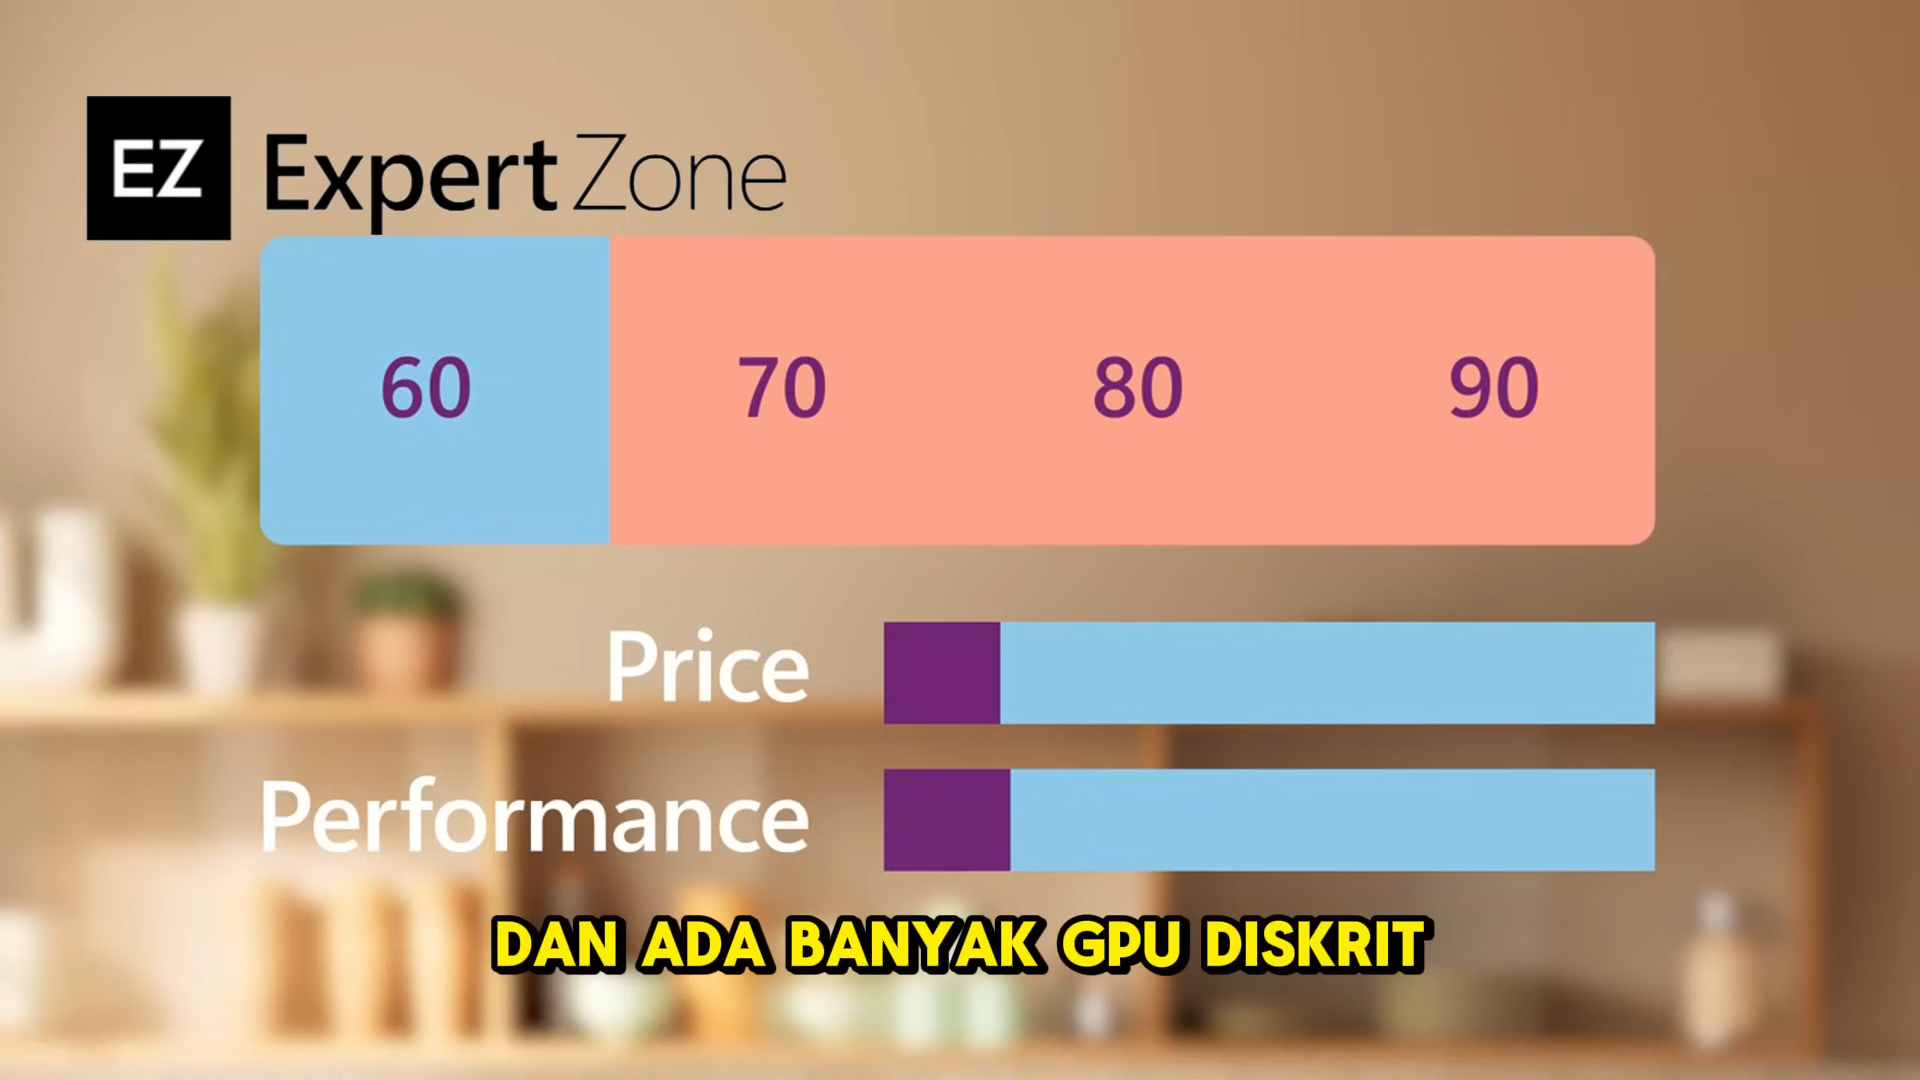 EZ Expert Zone
60 70 80 90
Price
Performance
DAN ADA BANYAK GPU DISKRIT